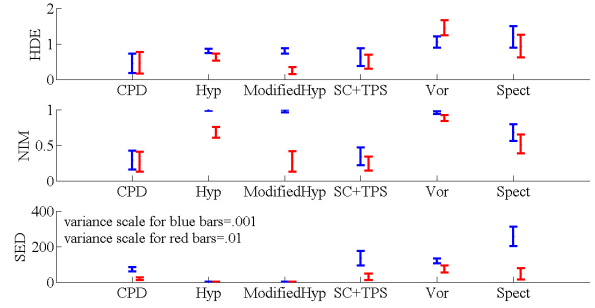 2
1
0
HDE
CPD Hyp ModifiedHyp SC+TPS Vor Spect
1
0.5
0
NIM
CPD Hyp ModifiedHyp SC+TPS Vor Spect
400
200
0
SED
variance scale for blue bars=.001
variance scale for red bars=.01
CPD Hyp ModifiedHyp SC+TPS Vor Spect